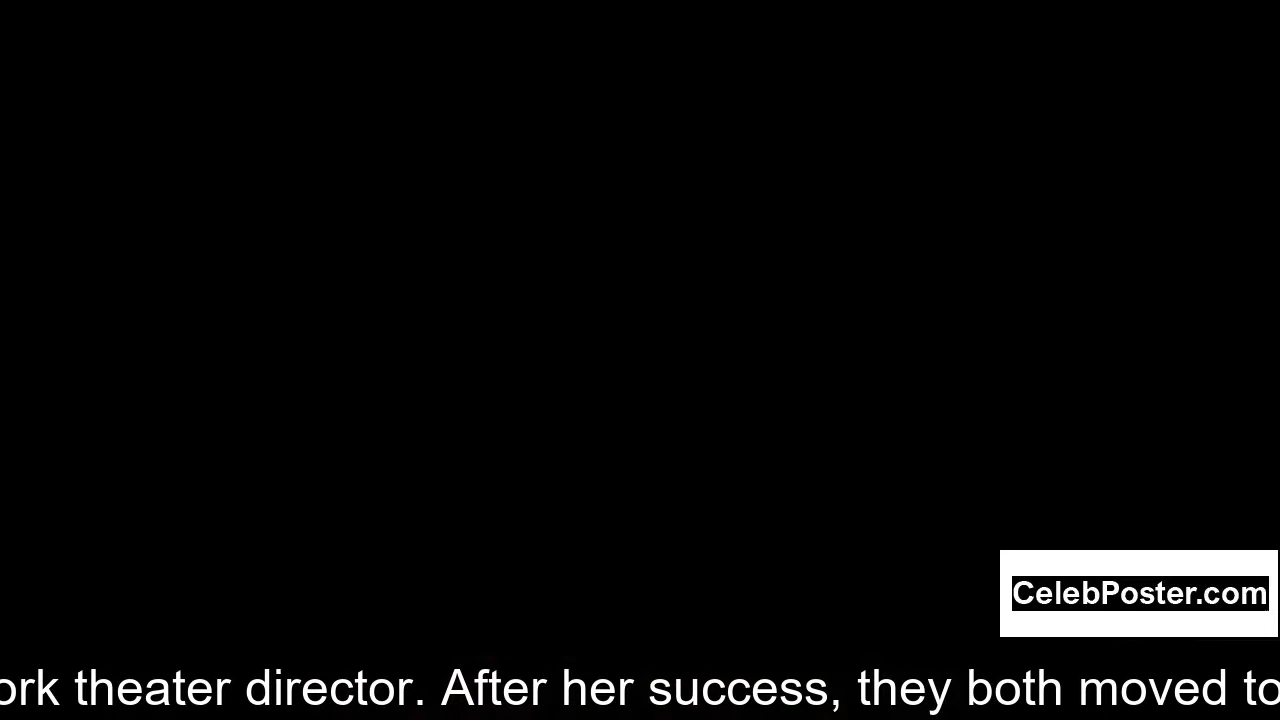 CelebPoster.com
ork theater director. After her success, they both moved to